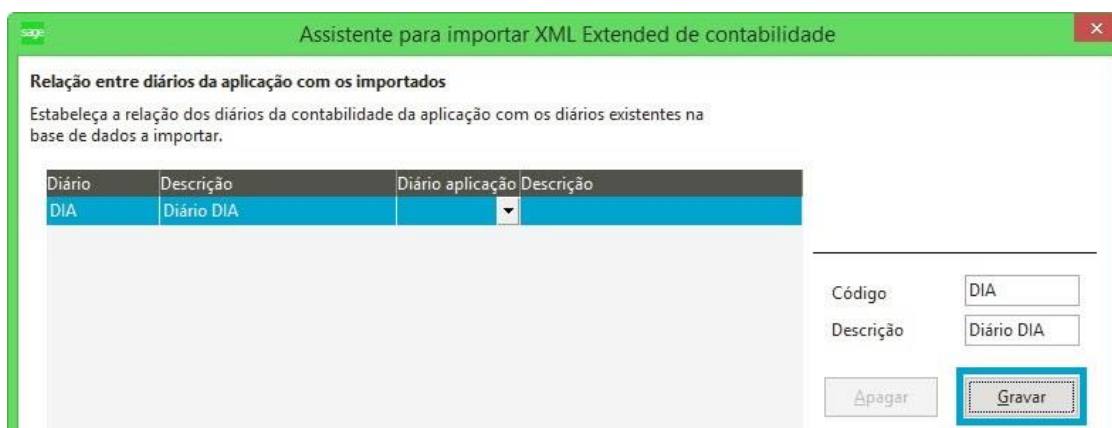 sage
Assistente para importar XML Extended de contabilidade
Relação entre diários da aplicação com os importados
Estabeleça a relação dos diários da contabilidade da aplicação com os diários existentes na
base de dados a importar.
Diário Descrição Diário aplicação Descrição
DIA Diário DIA
Código DIA
Descrição Diário DIA
Apagar Gravar